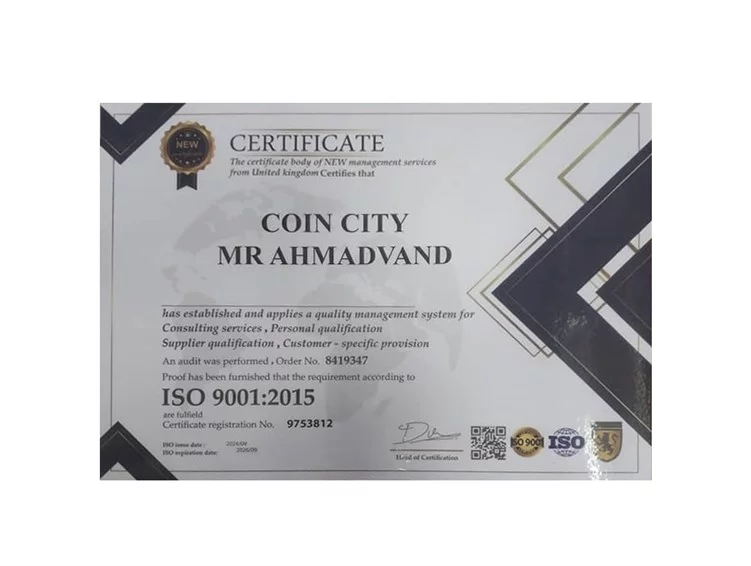 NEW
CERTIFICATE
The certificate body of NEW management services
from United kingdom Certifies that
COIN CITY
MR AHMADVAND
has established and applies a quality management system for
Consulting services , Personal qualification
Supplier qualification , Customer - specific provision
An audit was performed , Order No. 8419347
Proof has been furnished that the requirement according to
ISO 9001:2015
are fulfield
Certificate registration No. 9753812
ISO issue date : 2024/04
ISO expiration date: 2026/09
Head of Certification
ISO 9001
ISO